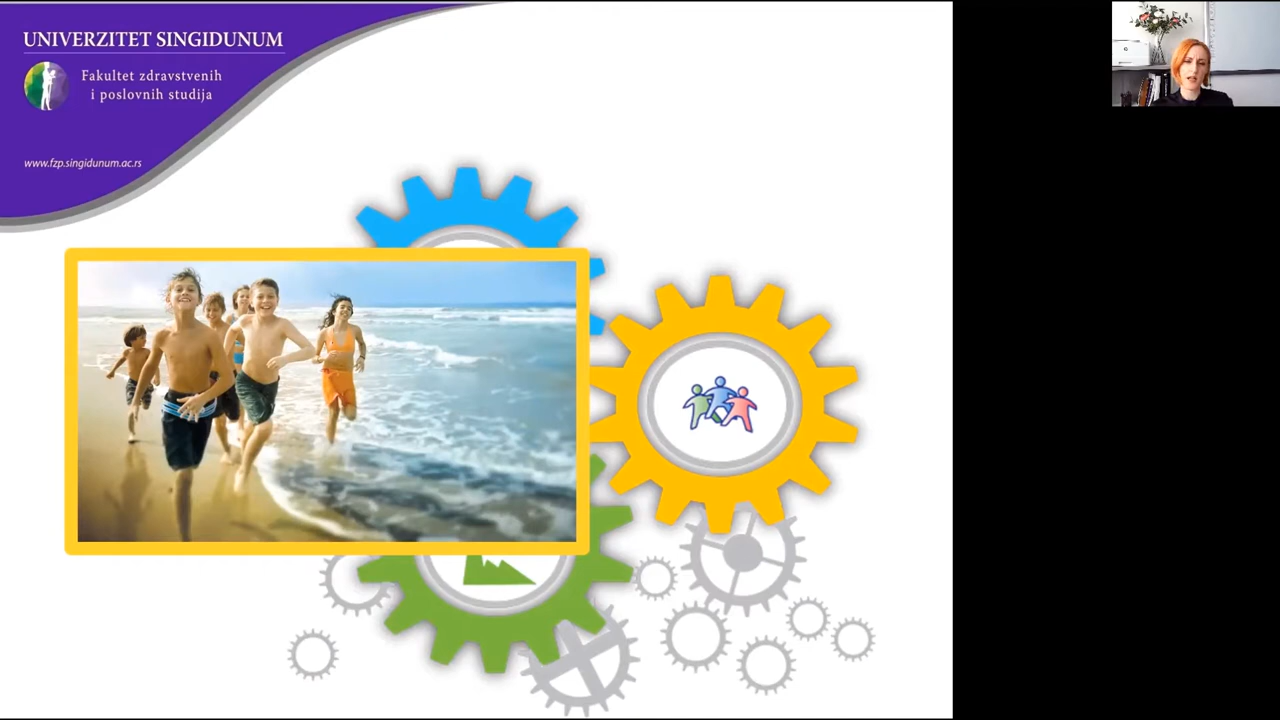 UNIVERZITET SINGIDUNUM
Fakultet zdravstvenih
i poslovnih studija
www.fzp.singidunum.ac.rs